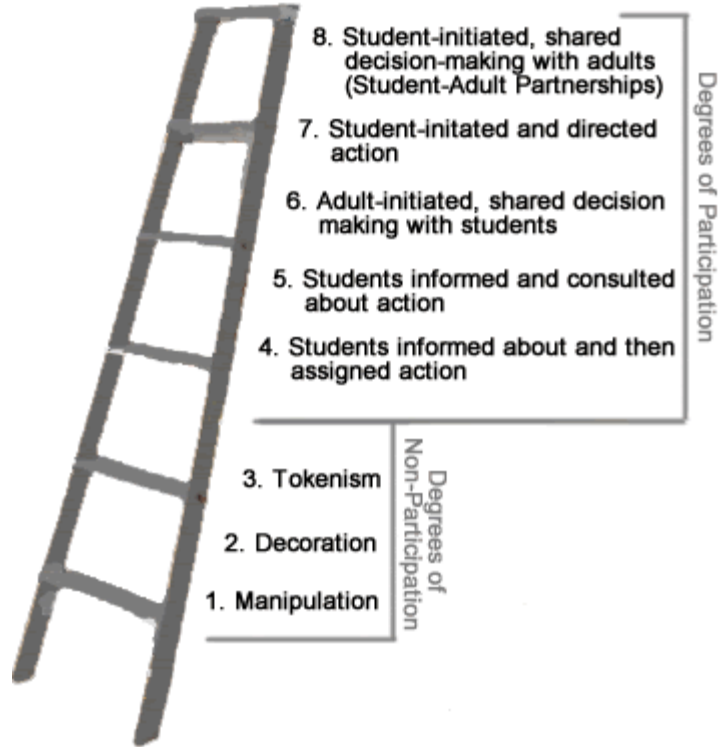 8. Student-initiated, shared
decision-making with adults
(Student-Adult Partnerships)
7. Student-initated and directed
action
6. Adult-initiated, shared decision
making with students
5. Students informed and consulted
about action
4. Students informed about and then
assigned action
Degrees of Participation
3. Tokenism
2. Decoration
1. Manipulation
Degrees of
Non-Participation